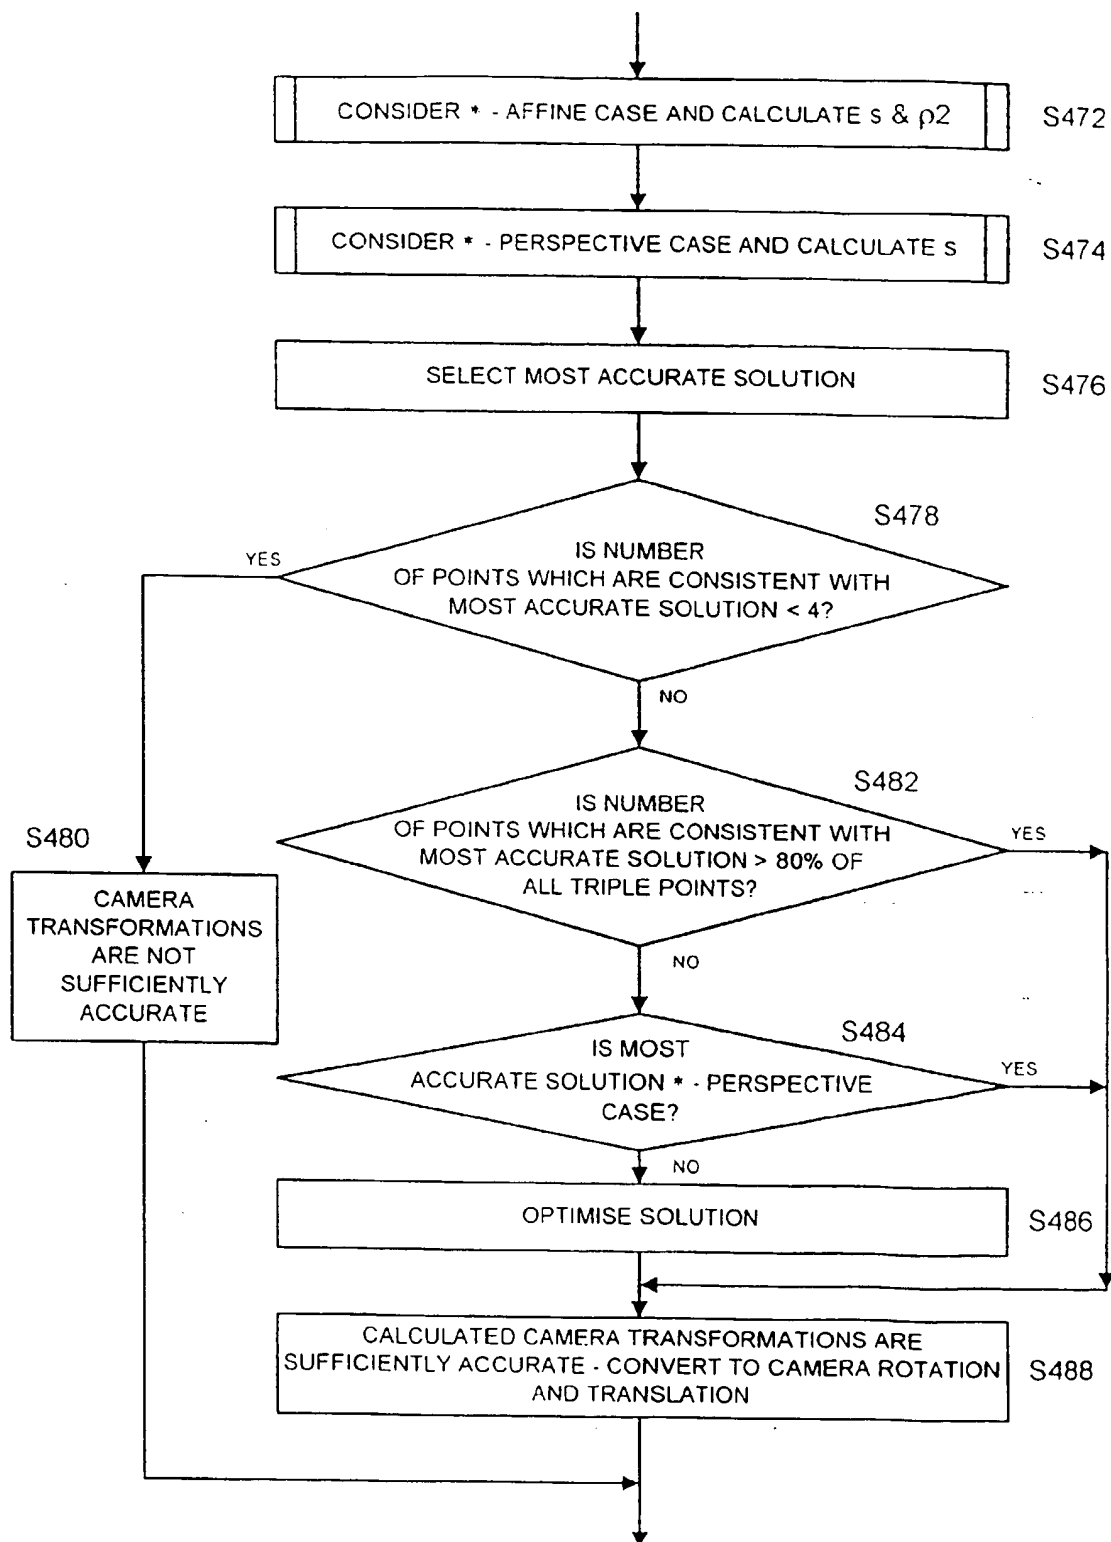 CONSIDER * - AFFINE CASE AND CALCULATE s & ρ2
S472
CONSIDER * - PERSPECTIVE CASE AND CALCULATE s
S474
SELECT MOST ACCURATE SOLUTION
S476
S478
IS NUMBER
OF POINTS WHICH ARE CONSISTENT WITH
MOST ACCURATE SOLUTION < 4?
YES
NO
S482
IS NUMBER
OF POINTS WHICH ARE CONSISTENT WITH
MOST ACCURATE SOLUTION > 80% OF
ALL TRIPLE POINTS?
YES
NO
S480
CAMERA
TRANSFORMATIONS
ARE NOT
SUFFICIENTLY
ACCURATE
S484
IS MOST
ACCURATE SOLUTION * - PERSPECTIVE
CASE?
YES
NO
OPTIMISE SOLUTION
S486
CALCULATED CAMERA TRANSFORMATIONS ARE
SUFFICIENTLY ACCURATE - CONVERT TO CAMERA ROTATION
AND TRANSLATION
S488